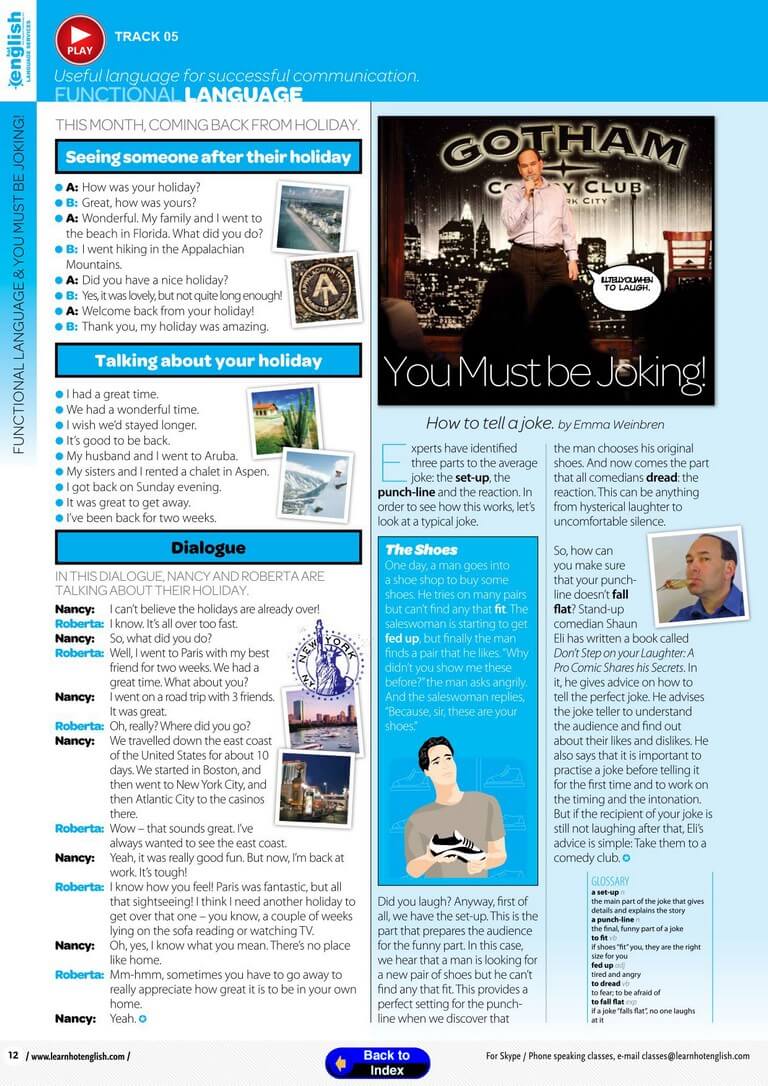 hot
english
LANGUAGE SERVICES
PLAY
TRACK 05
Useful language for successful communication.
FUNCTIONAL LANGUAGE
FUNCTIONAL LANGUAGE & YOU MUST BE JOKING!
THIS MONTH, COMING BACK FROM HOLIDAY.
Seeing someone after their holiday
A: How was your holiday?
B: Great, how was yours?
A: Wonderful. My family and I went to
the beach in Florida. What did you do?
B: I went hiking in the Appalachian
Mountains.
A: Did you have a nice holiday?
B: Yes, it was lovely, but not quite long enough!
A: Welcome back from your holiday!
B: Thank you, my holiday was amazing.
Talking about your holiday
I had a great time.
We had a wonderful time.
I wish we'd stayed longer.
It's good to be back.
My husband and I went to Aruba.
My sisters and I rented a chalet in Aspen.
I got back on Sunday evening.
It was great to get away.
I've been back for two weeks.
Dialogue
IN THIS DIALOGUE, NANCY AND ROBERTA ARE
TALKING ABOUT THEIR HOLIDAY.
Nancy: I can't believe the holidays are already over!
Roberta: I know. It's all over too fast.
Nancy: So, what did you do?
Roberta: Well, I went to Paris with my best
friend for two weeks. We had a
great time. What about you?
Nancy: I went on a road trip with 3 friends.
It was great.
Roberta: Oh, really? Where did you go?
Nancy: We travelled down the east coast
of the United States for about 10
days. We started in Boston, and
then went to New York City, and
then Atlantic City to the casinos
there.
Roberta: Wow – that sounds great. I've
always wanted to see the east coast.
Nancy: Yeah, it was really good fun. But now, I'm back at
work. It's tough!
Roberta: I know how you feel! Paris was fantastic, but all
that sightseeing! I think I need another holiday to
get over that one – you know, a couple of weeks
lying on the sofa reading or watching TV.
Nancy: Oh, yes, I know what you mean. There's no place
like home.
Roberta: Mm-hmm, sometimes you have to go away to
really appreciate how great it is to be in your own
home.
Nancy: Yeah.
APPALACHIAN TRAIL
NEW YORK
NY
GOTHAM
COMEDY CLUB
RK CITY
I'LL TELL YOU WHEN
TO LAUGH.
You Must be Joking!
How to tell a joke. by Emma Weinbren
Experts have identified
three parts to the average
joke: the set-up, the
punch-line and the reaction. In
order to see how this works, let's
look at a typical joke.
The Shoes
One day, a man goes into
a shoe shop to buy some
shoes. He tries on many pairs
but can't find any that fit. The
saleswoman is starting to get
fed up, but finally the man
finds a pair that he likes. "Why
didn't you show me these
before?" the man asks angrily.
And the saleswoman replies,
"Because, sir, these are your
shoes."
Did you laugh? Anyway, first of
all, we have the set-up. This is the
part that prepares the audience
for the funny part. In this case,
we hear that a man is looking for
a new pair of shoes but he can't
find any that fit. This provides a
perfect setting for the punch-
line when we discover that
the man chooses his original
shoes. And now comes the part
that all comedians dread: the
reaction. This can be anything
from hysterical laughter to
uncomfortable silence.
So, how can
you make sure
that your punch-
line doesn't fall
flat? Stand-up
comedian Shaun
Eli has written a book called
Don't Step on your Laughter: A
Pro Comic Shares his Secrets. In
it, he gives advice on how to
tell the perfect joke. He advises
the joke teller to understand
the audience and find out
about their likes and dislikes. He
also says that it is important to
practise a joke before telling it
for the first time and to work on
the timing and the intonation.
But if the recipient of your joke is
still not laughing after that, Eli's
advice is simple: Take them to a
comedy club.
GLOSSARY
a set-up n
the main part of the joke that gives
details and explains the story
a punch-line n
the final, funny part of a joke
to fit vb
if shoes "fit" you, they are the right
size for you
fed up adj
tired and angry
to dread vb
to fear; to be afraid of
to fall flat exp
if a joke "falls flat", no one laughs
at it
12 / www.learnhotenglish.com /
Back to
Index
For Skype / Phone speaking classes, e-mail classes@learnhotenglish.com